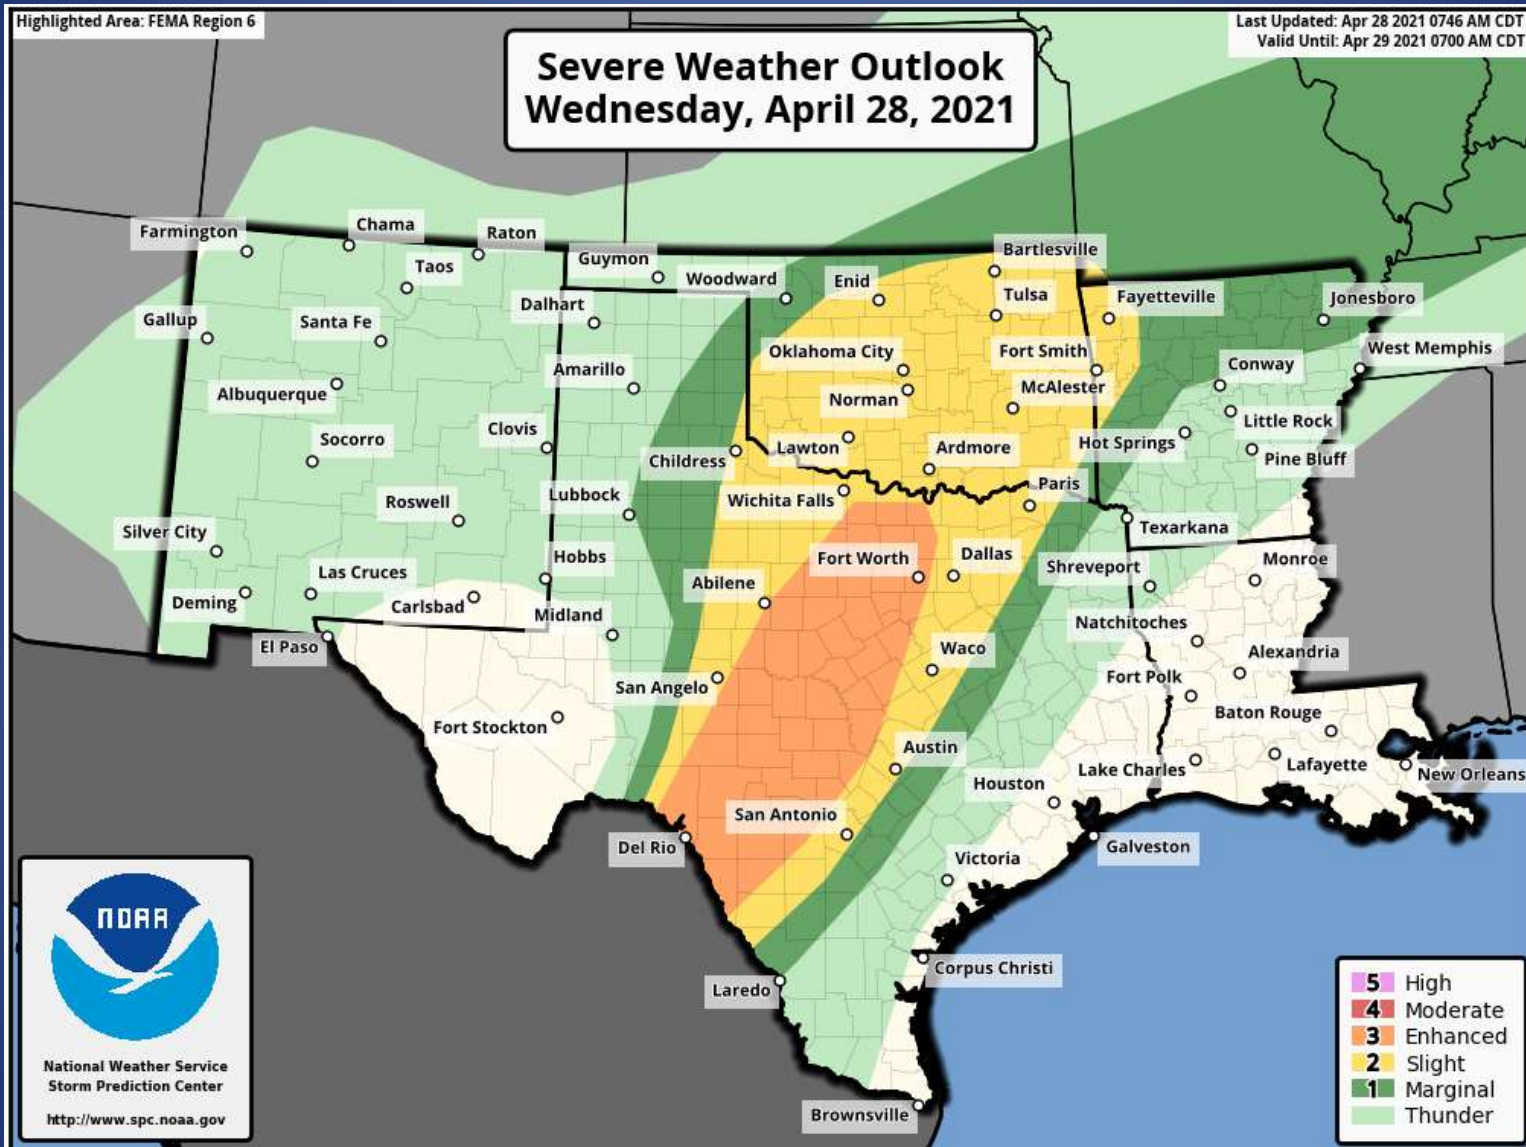 Highlighted Area: FEMA Region 6
Last Updated: Apr 28 2021 0746 AM CDT
Valid Until: Apr 29 2021 0700 AM CDT
Severe Weather Outlook
Wednesday, April 28, 2021
Farmington
Chama
Raton
Taos
Guymon
Woodward
Enid
Bartlesville
Dalhart
Tulsa
Fayetteville
Jonesboro
Gallup
Santa Fe
Oklahoma City
Fort Smith
West Memphis
Amarillo
Conway
Albuquerque
Norman
McAlester
Little Rock
Socorro
Clovis
Childress
Lawton
Ardmore
Hot Springs
Pine Bluff
Roswell
Lubbock
Wichita Falls
Paris
Silver City
Texarkana
Hobbs
Fort Worth
Dallas
Shreveport
Monroe
Las Cruces
Abilene
Deming
Carlsbad
Midland
Natchitoches
El Paso
Waco
Alexandria
San Angelo
Fort Polk
Fort Stockton
Baton Rouge
Austin
Lake Charles
Lafayette
New Orleans
Houston
San Antonio
Del Rio
Victoria
Galveston
Corpus Christi
Laredo
Brownsville
NOAA
National Weather Service
Storm Prediction Center
http://www.spc.noaa.gov
5 High
4 Moderate
3 Enhanced
2 Slight
1 Marginal
Thunder